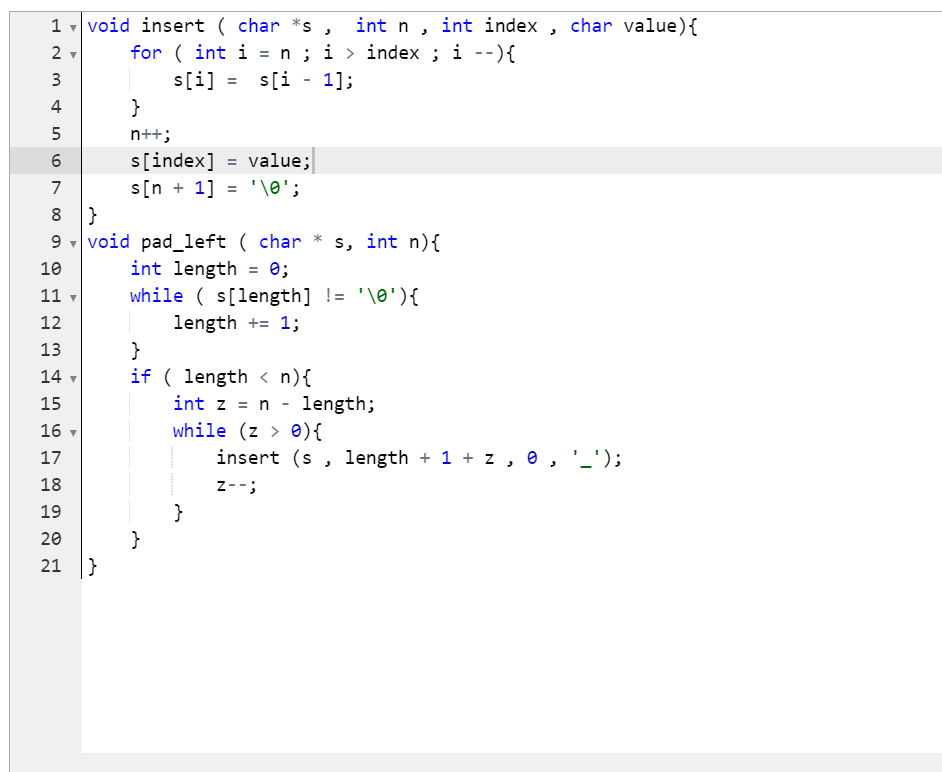 1 void insert ( char *s ,  int n , int index , char value){
2     for ( int i = n ; i > index ; i --){
3         s[i] =  s[i - 1];
4     }
5     n++;
6     s[index] = value;
7     s[n + 1] = '\0';
8 }
9 void pad_left ( char * s, int n){
10     int length = 0;
11     while ( s[length] != '\0'){
12         length += 1;
13     }
14     if ( length < n){
15         int z = n - length;
16         while (z > 0){
17             insert (s , length + 1 + z , 0 , '_');
18             z--;
19         }
20     }
21 }